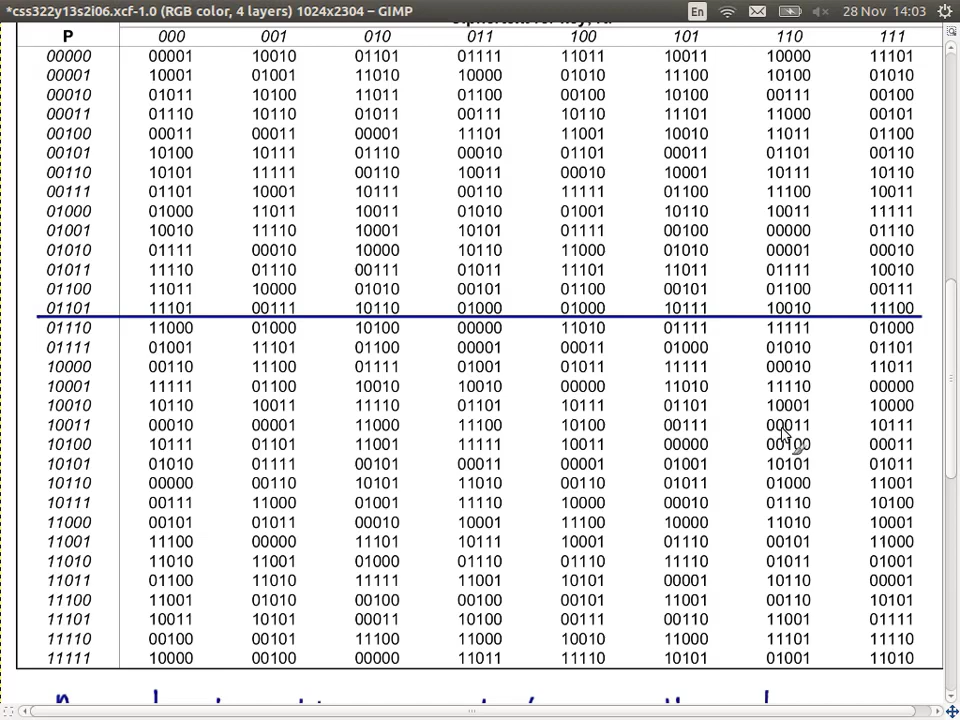 *css322y13s2i06.xcf-1.0 (RGB color, 4 layers) 1024x2304 – GIMP En 28 Nov 14:03
P 000 001 010 011 100 101 110 111
00000 00001 10010 01101 01111 11011 10011 10000 11101
00001 10001 01001 11010 10000 01010 11100 10100 01010
00010 01011 10100 11011 01100 00100 10100 00111 00100
00011 01110 10110 01011 00111 10110 11101 11000 00101
00100 00011 00011 00001 11101 11001 10010 11011 01100
00101 10100 10111 01110 00010 01101 00011 01101 00110
00110 10101 11111 00110 10011 00010 10001 10111 10110
00111 01101 10001 10111 00110 11111 01100 11100 10011
01000 01000 11011 10011 01010 01001 10110 10011 11111
01001 10010 11110 10001 10101 01111 00100 00000 01110
01010 01111 00010 10000 10110 11000 01010 00001 00010
01011 11110 01110 00111 01011 11101 11011 01111 10010
01100 11011 10000 01010 00101 01100 00101 01100 00111
01101 11101 00111 10110 01000 01000 10111 10010 11100
01110 11000 01000 10100 00000 11010 01111 11111 01000
01111 01001 11101 01100 00001 00011 01000 01010 01101
10000 00110 11100 01111 01001 01011 11111 00010 11011
10001 11111 01100 10010 10010 00000 11010 11110 00000
10010 10110 10011 11110 01101 10111 01101 10001 10000
10011 00010 00001 11000 11100 10100 00111 00011 10111
10100 10111 01101 11001 11111 10011 00000 00100 00011
10101 01010 01111 00101 00011 00001 01001 10101 01011
10110 00000 00110 10101 11010 00110 01011 01000 11001
10111 00111 11000 01001 11110 10000 00010 01110 10100
11000 00101 01011 00010 10001 11100 10000 11010 10001
11001 11100 00000 11101 10111 10101 01110 00101 11000
11010 11010 11001 01000 01110 01110 11110 01011 01001
11011 01100 11010 11111 11001 10101 00001 10110 00001
11100 11001 01010 00100 00100 00101 11001 00110 10101
11101 10011 10101 00011 10100 00111 00110 11001 01111
11110 00100 00101 11100 11000 10010 11000 11101 11110
11111 10000 00100 00000 11011 11110 10101 01001 11010